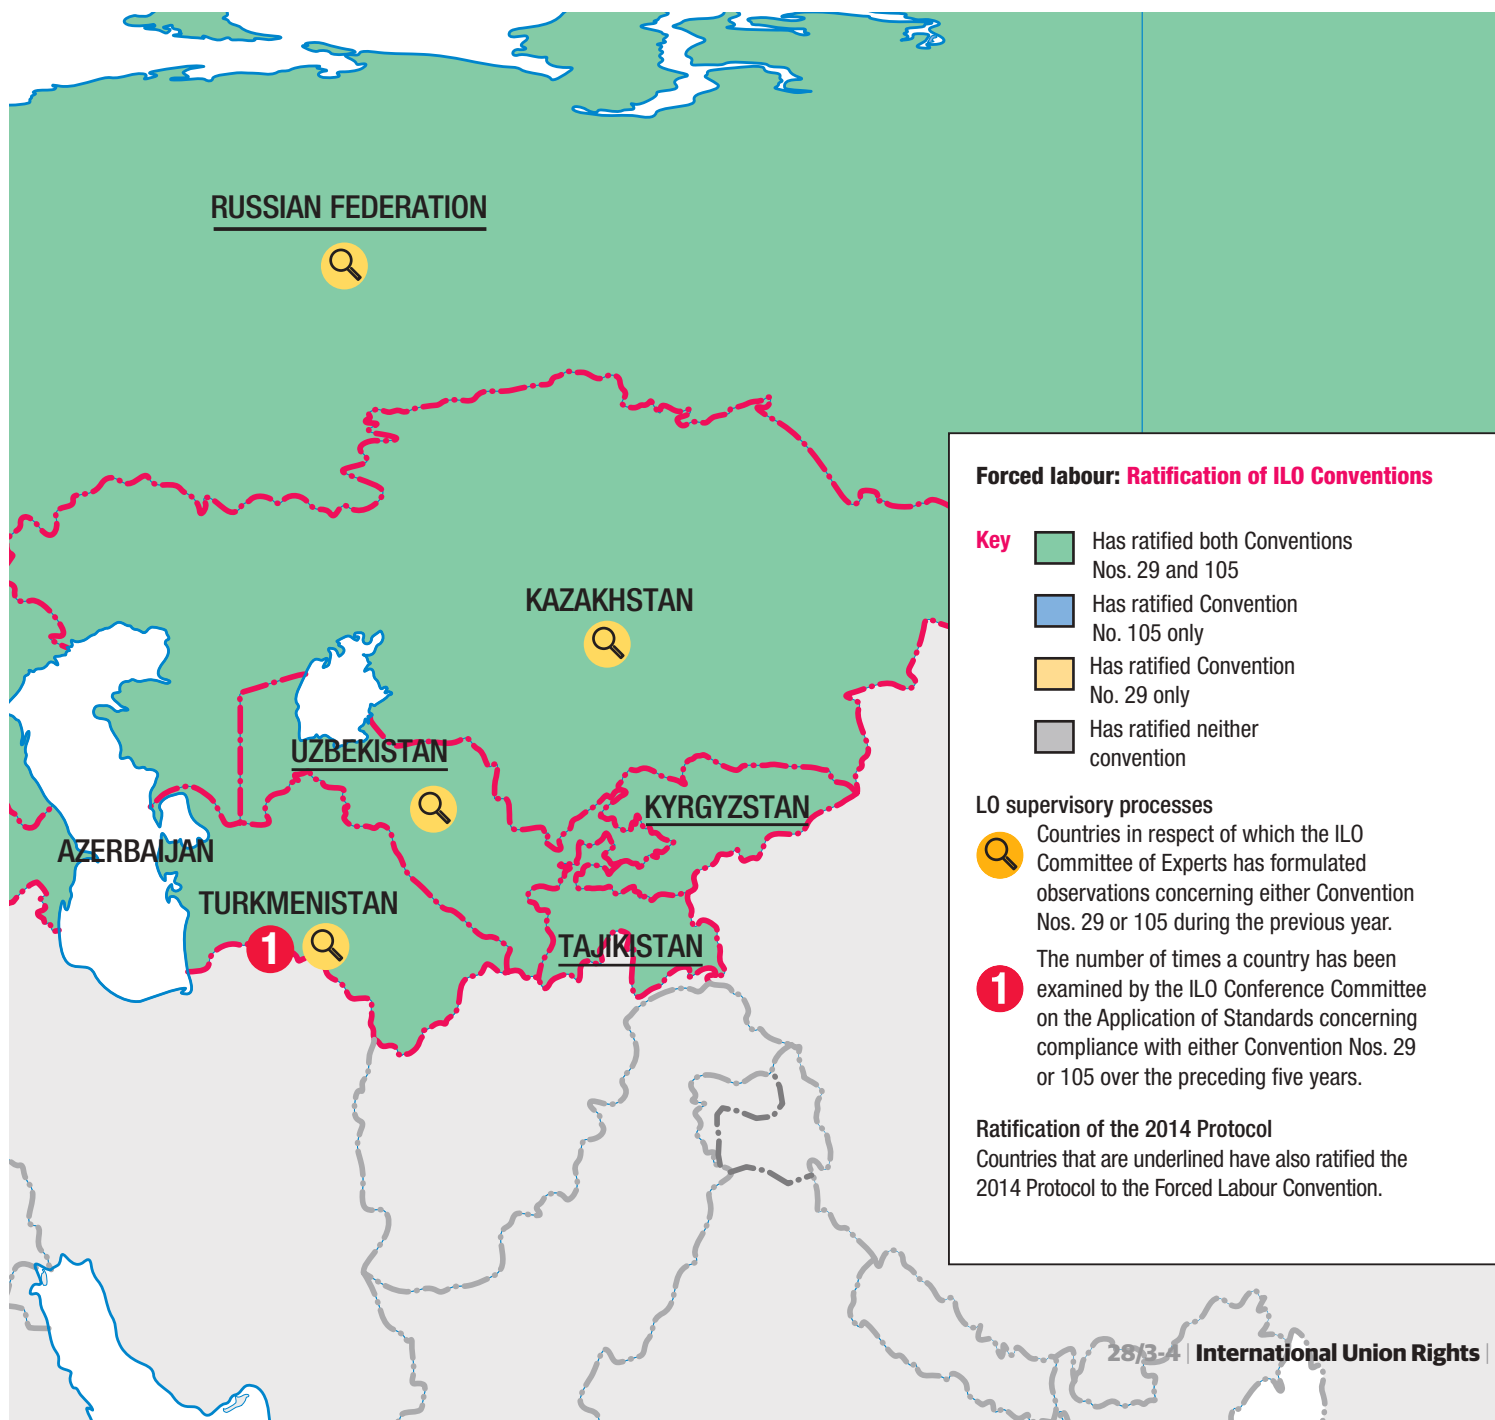 RUSSIAN FEDERATION
KAZAKHSTAN
UZBEKISTAN
KYRGYZSTAN
AZERBAIJAN
TURKMENISTAN
1
TAJIKISTAN
Forced labour: Ratification of ILO Conventions
Key
Has ratified both Conventions
Nos. 29 and 105
Has ratified Convention
No. 105 only
Has ratified Convention
No. 29 only
Has ratified neither
convention
LO supervisory processes
Countries in respect of which the ILO
Committee of Experts has formulated
observations concerning either Convention
Nos. 29 or 105 during the previous year.
1
The number of times a country has been
examined by the ILO Conference Committee
on the Application of Standards concerning
compliance with either Convention Nos. 29
or 105 over the preceding five years.
Ratification of the 2014 Protocol
Countries that are underlined have also ratified the
2014 Protocol to the Forced Labour Convention.
28/3-4 | International Union Rights |